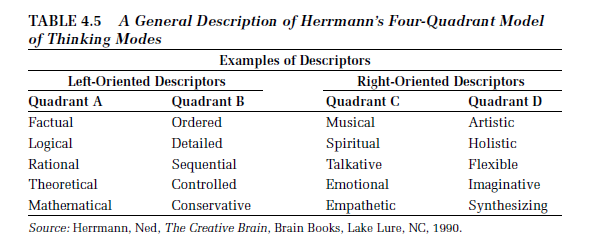 TABLE 4.5 A General Description of Herrmann's Four-Quadrant Model
of Thinking Modes
Examples of Descriptors
Left-Oriented Descriptors Right-Oriented Descriptors
Quadrant A Quadrant B Quadrant C Quadrant D
Factual Ordered Musical Artistic
Logical Detailed Spiritual Holistic
Rational Sequential Talkative Flexible
Theoretical Controlled Emotional Imaginative
Mathematical Conservative Empathetic Synthesizing
Source: Herrmann, Ned, The Creative Brain, Brain Books, Lake Lure, NC, 1990.